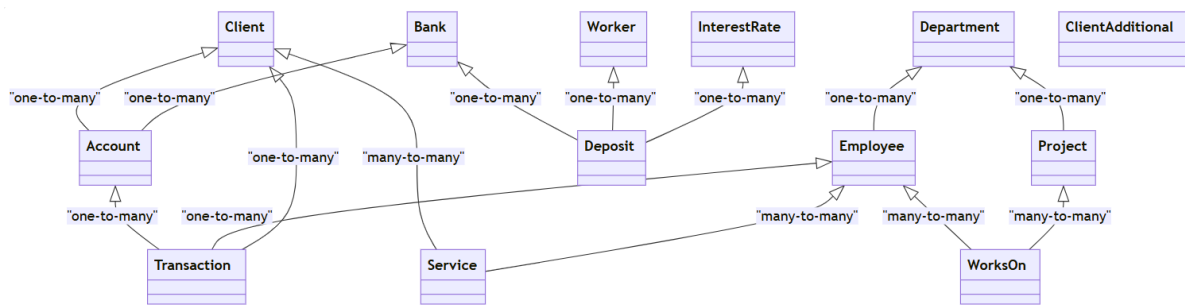 Client
Bank
Worker
InterestRate
Department
ClientAdditional
"one-to-many"
"one-to-many"
"one-to-many"
"one-to-many"
"one-to-many"
"one-to-many"
"one-to-many"
Account
"one-to-many"
"many-to-many"
Deposit
Employee
Project
"one-to-many"
"one-to-many"
"many-to-many"
"many-to-many"
"many-to-many"
Transaction
Service
WorksOn